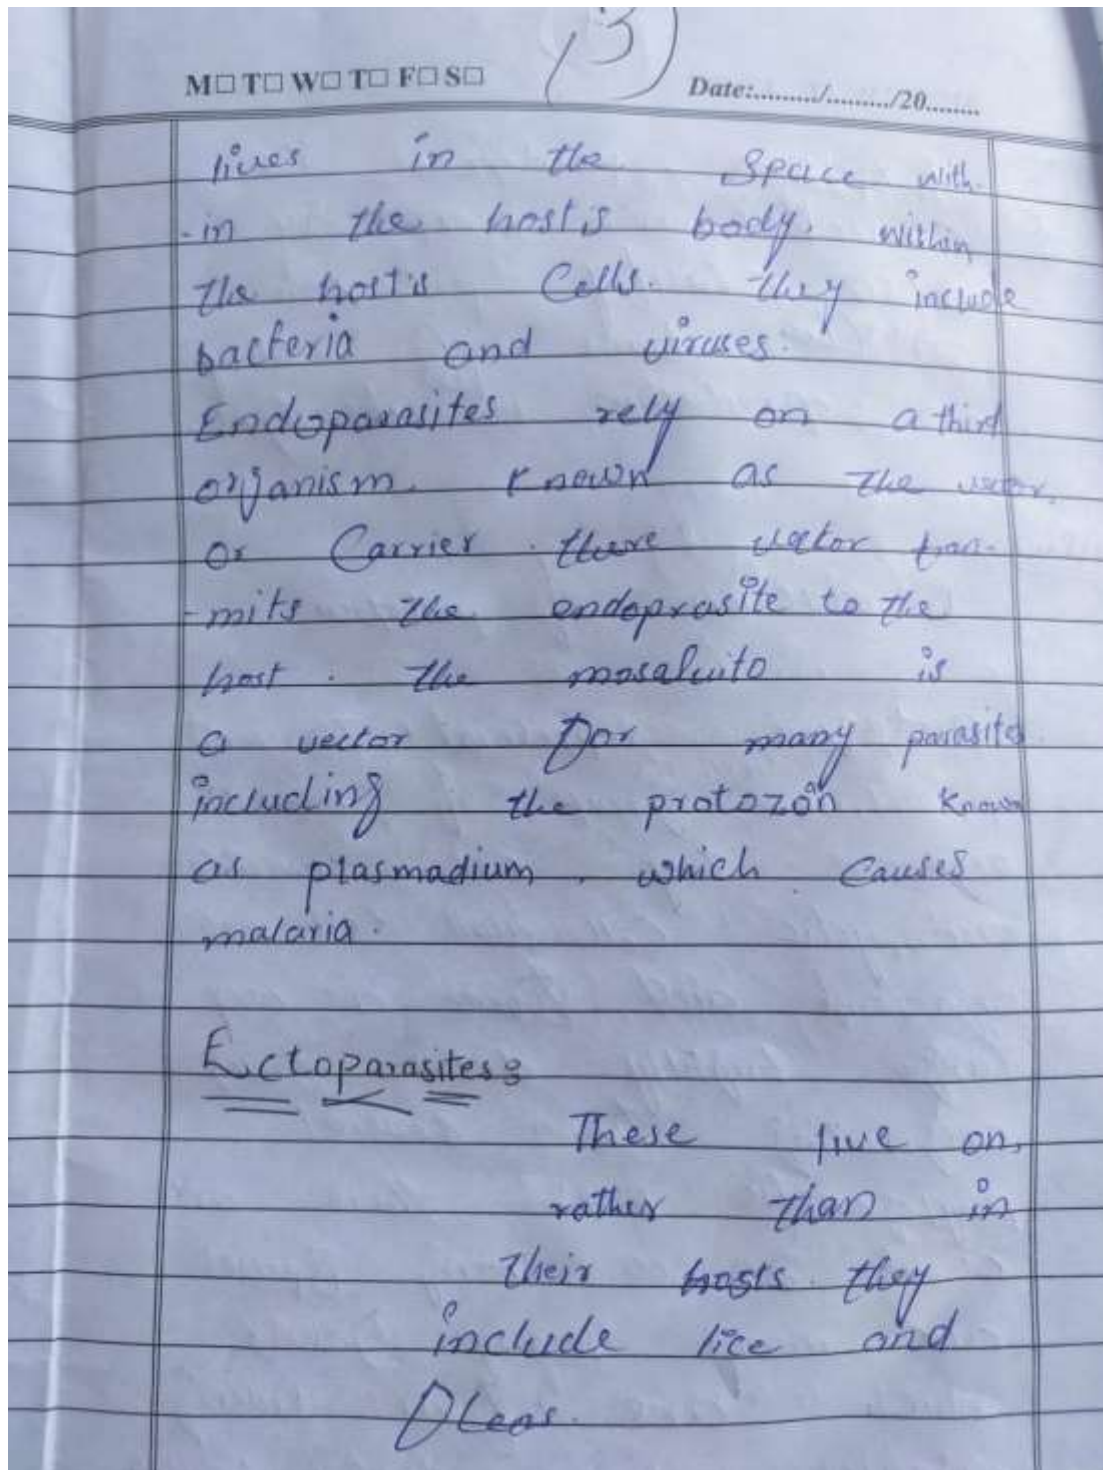 (3)
M☐ T☐ W☐ T☐ F☐ S☐
Date:........./........./20........
lives in the space with
-in the host's body. within
The host's Cells. they include
bacteria and viruses.
Endoparasites rely on a third
organism. Known as the vector.
or Carrier. there vector tran-
-mits the endoprasite to the
host. the mosaluito is
a vector for many parasites
including the protozon known
as plasmadium. which causes
malaria.
Ectoparasites:
These live on,
rather than in
their hosts. they
include lice and
fleas.